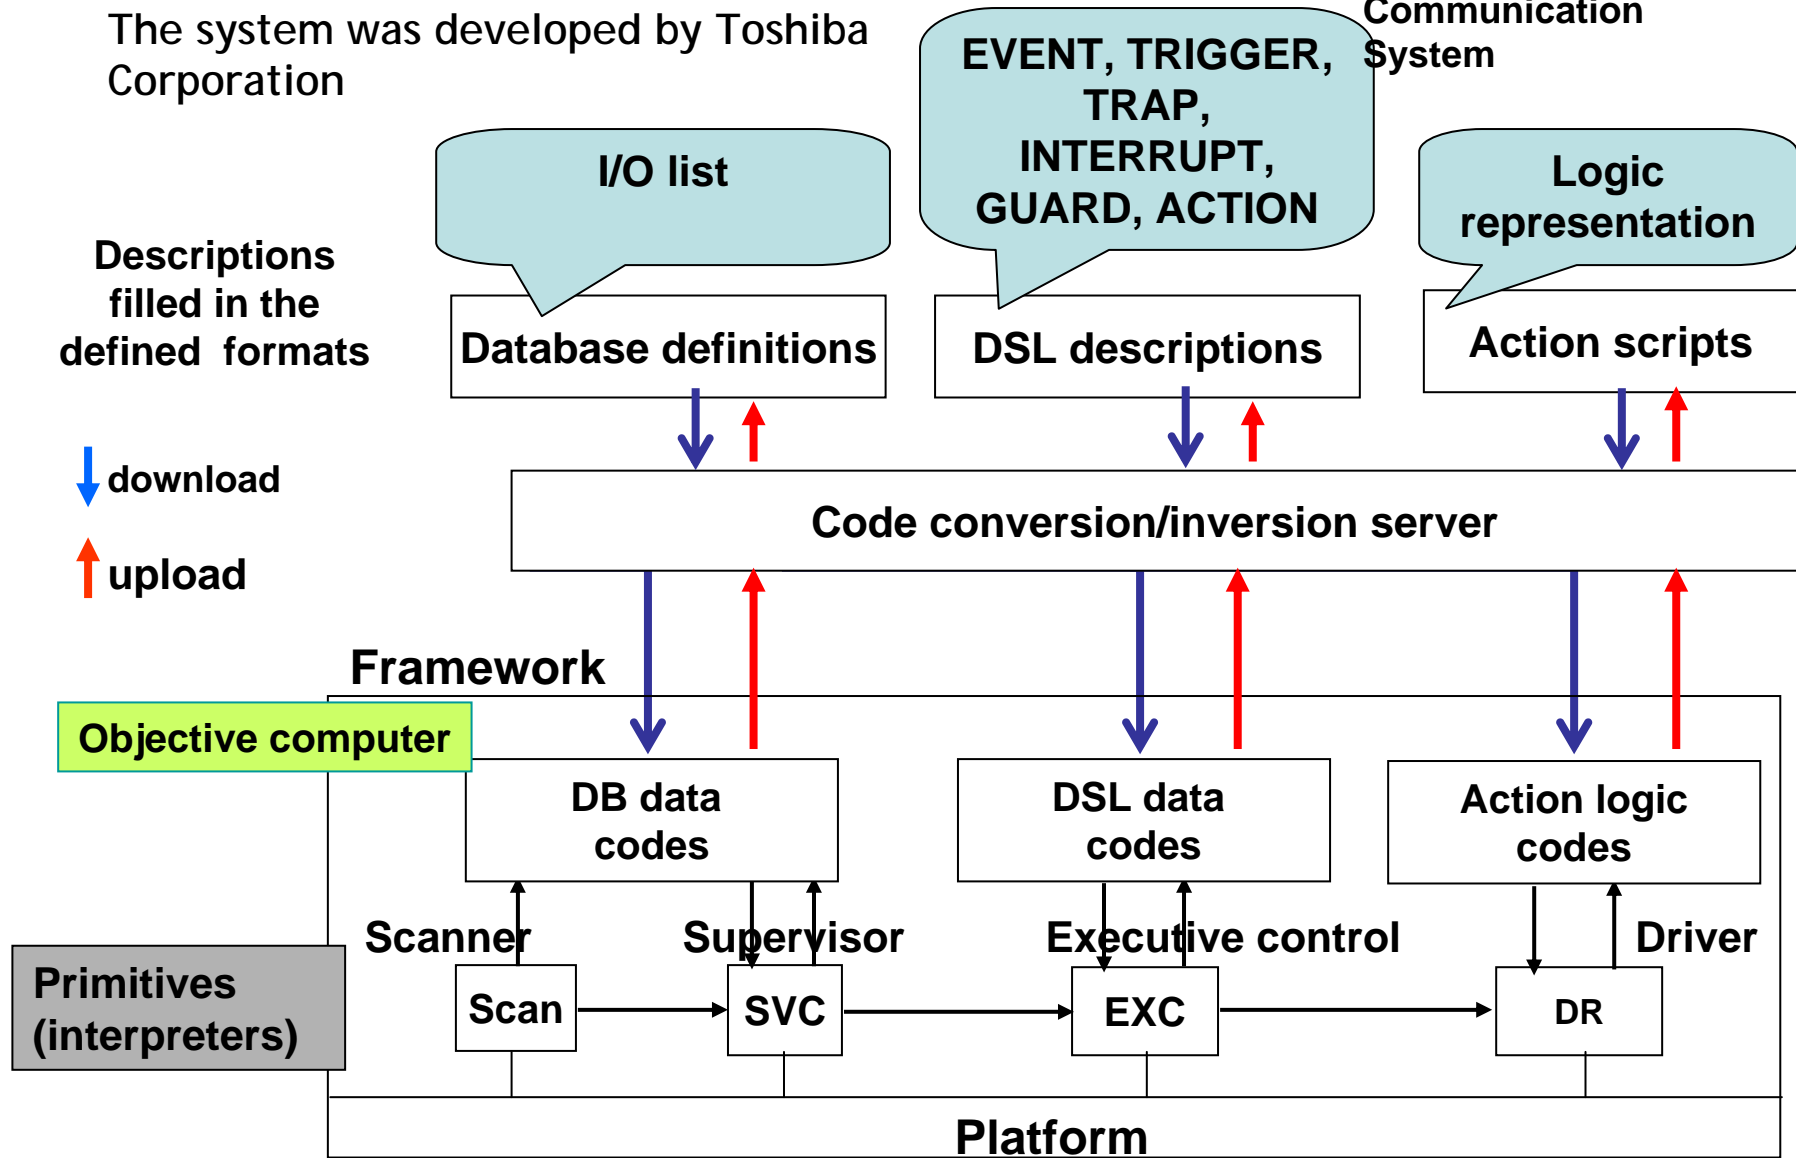 The system was developed by Toshiba
Corporation
Communication
System
EVENT, TRIGGER,
TRAP,
INTERRUPT,
GUARD, ACTION
I/O list
Logic
representation
Descriptions
filled in the
defined formats
Database definitions
DSL descriptions
Action scripts
download
Code conversion/inversion server
upload
Framework
Objective computer
DB data
codes
DSL data
codes
Action logic
codes
Scanner
Supervisor
Executive control
Driver
Primitives
(interpreters)
Scan
SVC
EXC
DR
Platform